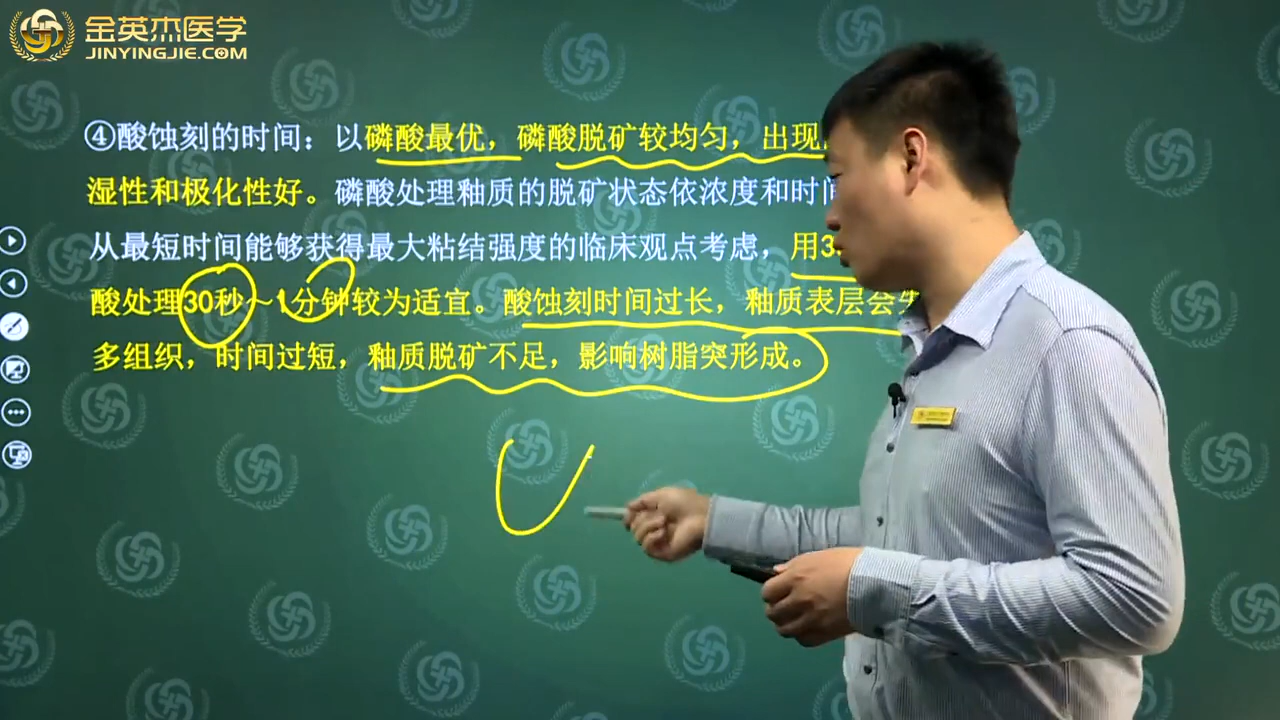 金英杰医学
JINYINGJIE.COM
④酸蚀刻的时间：以磷酸最优，磷酸脱矿较均匀，出现
湿性和极化性好。磷酸处理釉质的脱矿状态依浓度和时间
从最短时间能够获得最大粘结强度的临床观点考虑，用3
酸处理30秒～1分钟较为适宜。酸蚀刻时间过长，釉质表层会失
多组织，时间过短，釉质脱矿不足，影响树脂突形成。